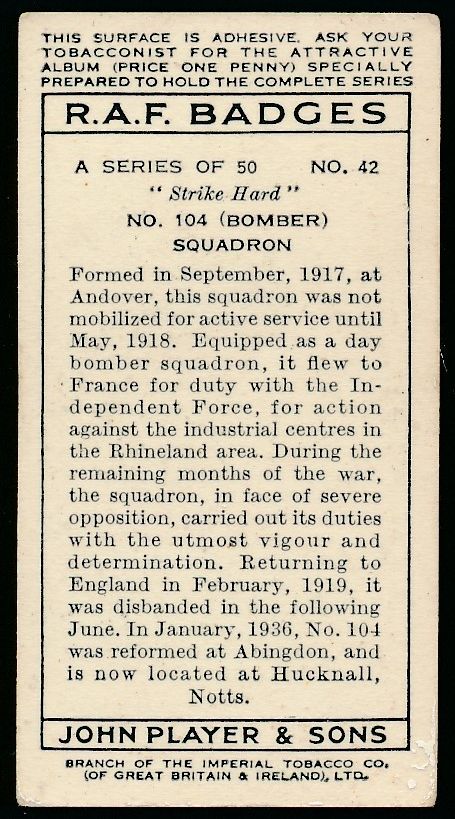 THIS SURFACE IS ADHESIVE. ASK YOUR
TOBACCONIST FOR THE ATTRACTIVE
ALBUM (PRICE ONE PENNY) SPECIALLY
PREPARED TO HOLD THE COMPLETE SERIES
R.A.F. BADGES
A SERIES OF 50 NO. 42
"Strike Hard"
NO. 104 (BOMBER)
SQUADRON
Formed in September, 1917, at
Andover, this squadron was not
mobilized for active service until
May, 1918. Equipped as a day
bomber squadron, it flew to
France for duty with the In-
dependent Force, for action
against the industrial centres in
the Rhineland area. During the
remaining months of the war,
the squadron, in face of severe
opposition, carried out its duties
with the utmost vigour and
determination. Returning to
England in February, 1919, it
was disbanded in the following
June. In January, 1936, No. 104
was reformed at Abingdon, and
is now located at Hucknall,
Notts.
JOHN PLAYER & SONS
BRANCH OF THE IMPERIAL TOBACCO CO.
(OF GREAT BRITAIN & IRELAND), LTD.